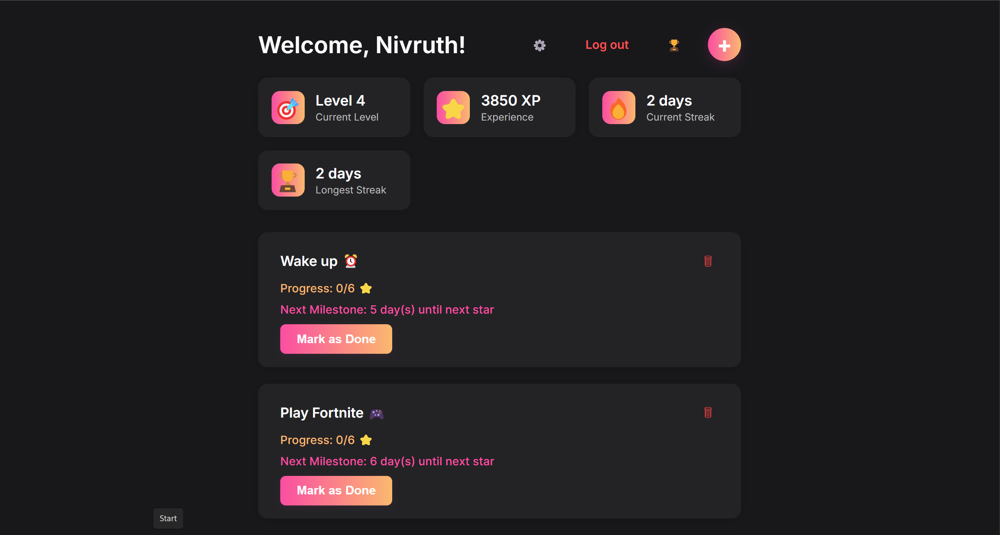 Welcome, Nivruth!
Log out
+
Level 4
Current Level
3850 XP
Experience
2 days
Current Streak
2 days
Longest Streak
Wake up
Progress: 0/6
Next Milestone: 5 day(s) until next star
Mark as Done
Play Fortnite
Progress: 0/6
Next Milestone: 6 day(s) until next star
Mark as Done
Start